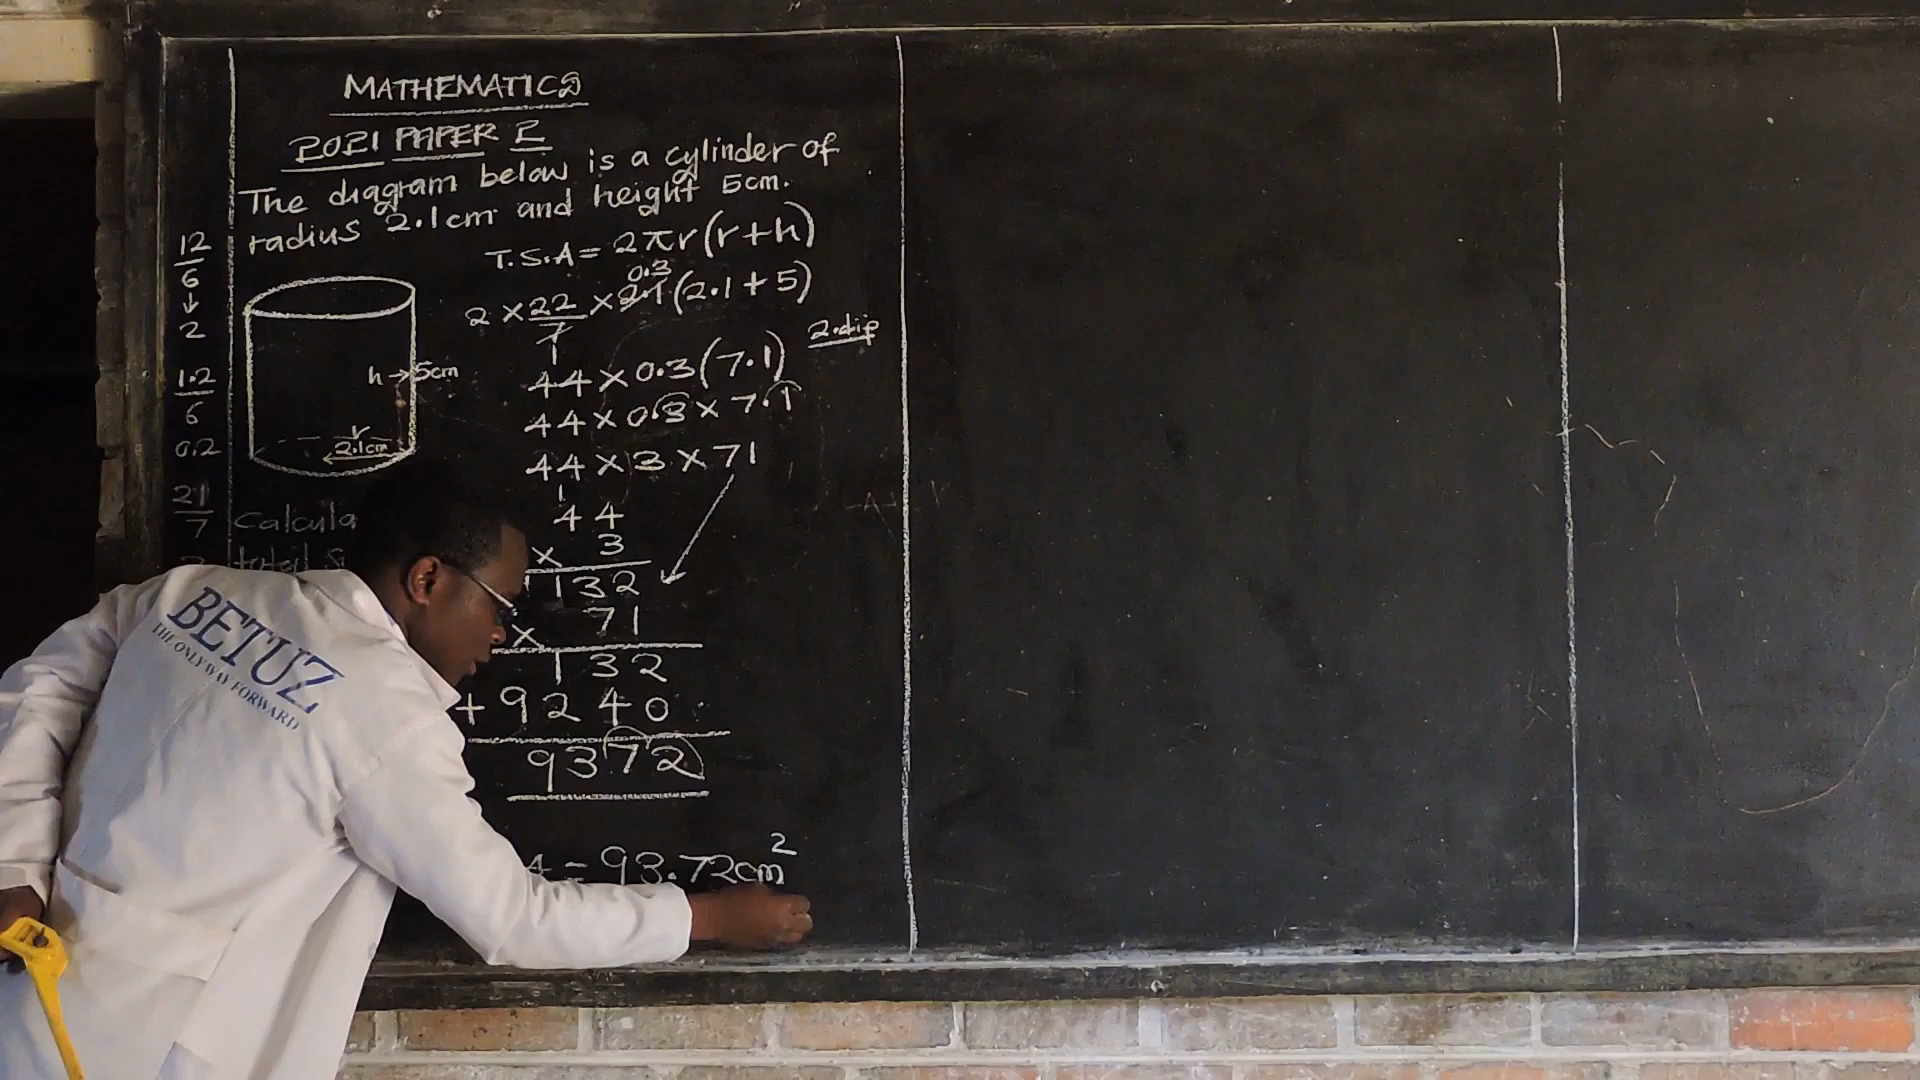 MATHEMATICS
2021 PAPER 2
The diagram below is a cylinder of
radius 2.1cm and height 5cm.
12
6
↓
2
1.2
6
0.2
21
7
h → 5cm
r
2.1cm
Calcula
total s
T.S.A = 2πr(r+h)
0.3
2 × 22 × 2.1 (2.1 + 5)
7
1
2.dip
44 × 0.3 (7.1)
44 × 0.3 × 7.1
44 × 3 × 71
1
44
× 3
132
× 71
132
+ 9240
9372
A = 93.72cm²
BETUZ
THE ONLY WAY FORWARD